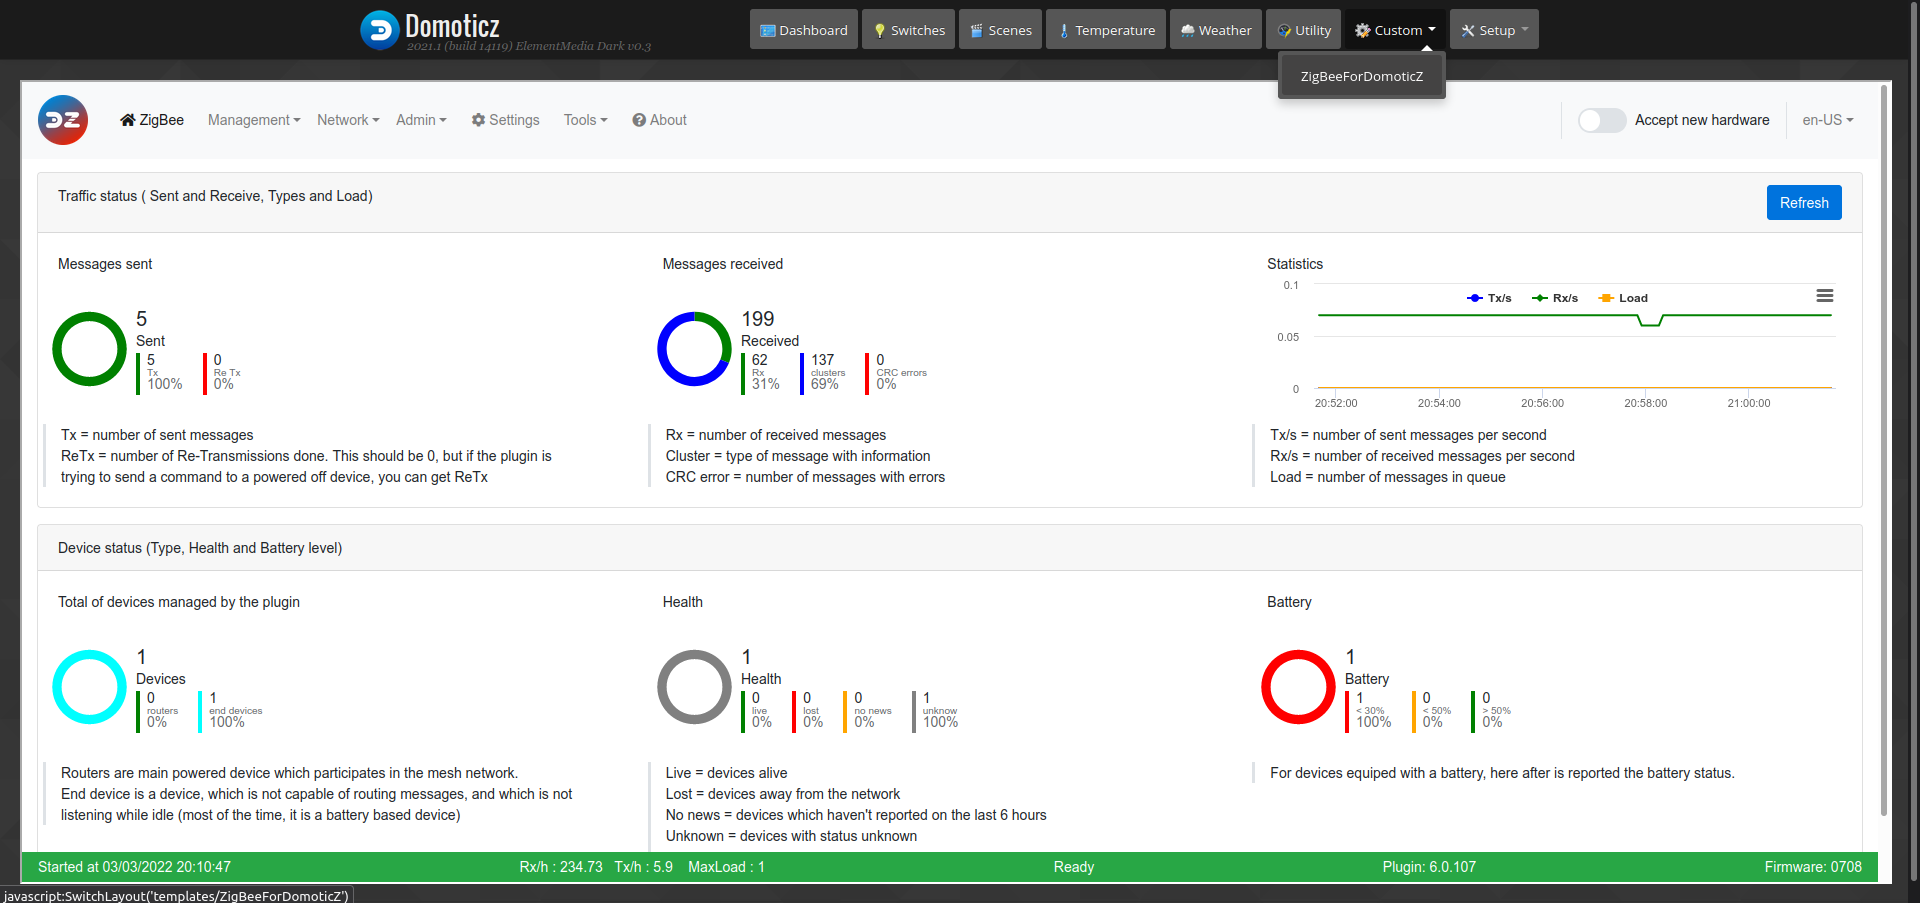 Domoticz
2021.1 (build 14119) ElementMedia Dark v0.3
Dashboard Switches Scenes Temperature Weather Utility Custom Setup
ZigBeeForDomoticZ
DZ
ZigBee Management Network Admin Settings Tools About
Accept new hardware en-US
Traffic status ( Sent and Receive, Types and Load)
Refresh
Messages sent
5
Sent
5
Tx
100%
0
Re Tx
0%
Tx = number of sent messages
ReTx = number of Re-Transmissions done. This should be 0, but if the plugin is
trying to send a command to a powered off device, you can get ReTx
Messages received
199
Received
62
Rx
31%
137
clusters
69%
0
CRC errors
0%
Rx = number of received messages
Cluster = type of message with information
CRC error = number of messages with errors
Statistics
Tx/s Rx/s Load
0.1
0.05
0
20:52:00 20:54:00 20:56:00 20:58:00 21:00:00
Tx/s = number of sent messages per second
Rx/s = number of received messages per second
Load = number of messages in queue
Device status (Type, Health and Battery level)
Total of devices managed by the plugin
1
Devices
0
routers
0%
1
end devices
100%
Routers are main powered device which participates in the mesh network.
End device is a device, which is not capable of routing messages, and which is not
listening while idle (most of the time, it is a battery based device)
Health
1
Health
0
live
0%
0
lost
0%
0
no news
0%
1
unknow
100%
Live = devices alive
Lost = devices away from the network
No news = devices which haven't reported on the last 6 hours
Unknown = devices with status unknown
Battery
1
Battery
1
< 30%
100%
0
< 50%
0%
0
> 50%
0%
For devices equiped with a battery, here after is reported the battery status.
Started at 03/03/2022 20:10:47 Rx/h : 234.73 Tx/h : 5.9 MaxLoad : 1 Ready Plugin: 6.0.107 Firmware: 0708
javascript:SwitchLayout('templates/ZigBeeForDomoticZ')